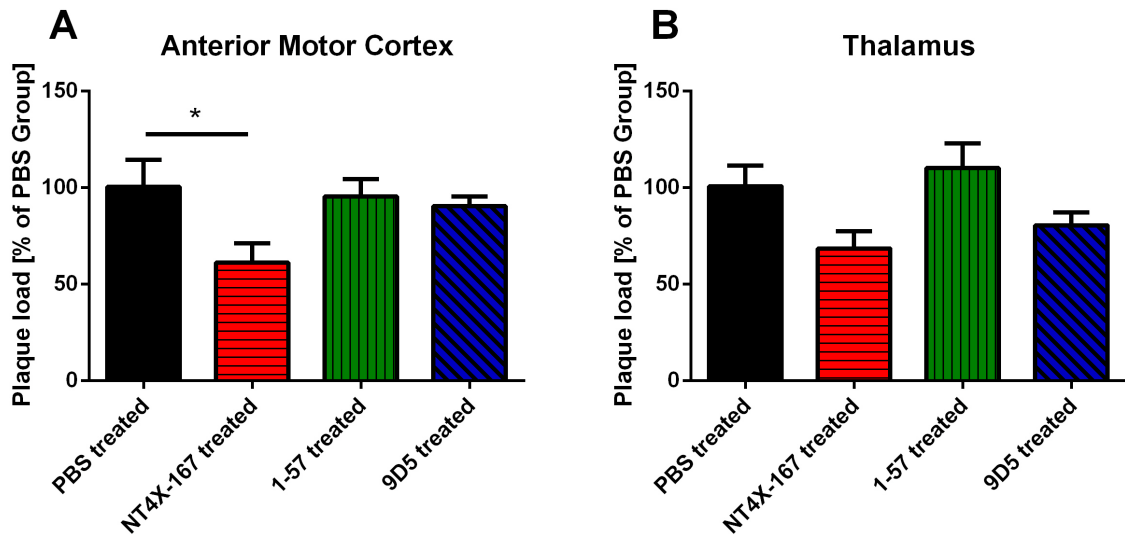 A
Anterior Motor Cortex
Plaque load [% of PBS Group]
150
100
50
0
*
PBS treated
NT4X-167 treated
1-57 treated
9D5 treated
B
Thalamus
Plaque load [% of PBS Group]
150
100
50
0
PBS treated
NT4X-167 treated
1-57 treated
9D5 treated